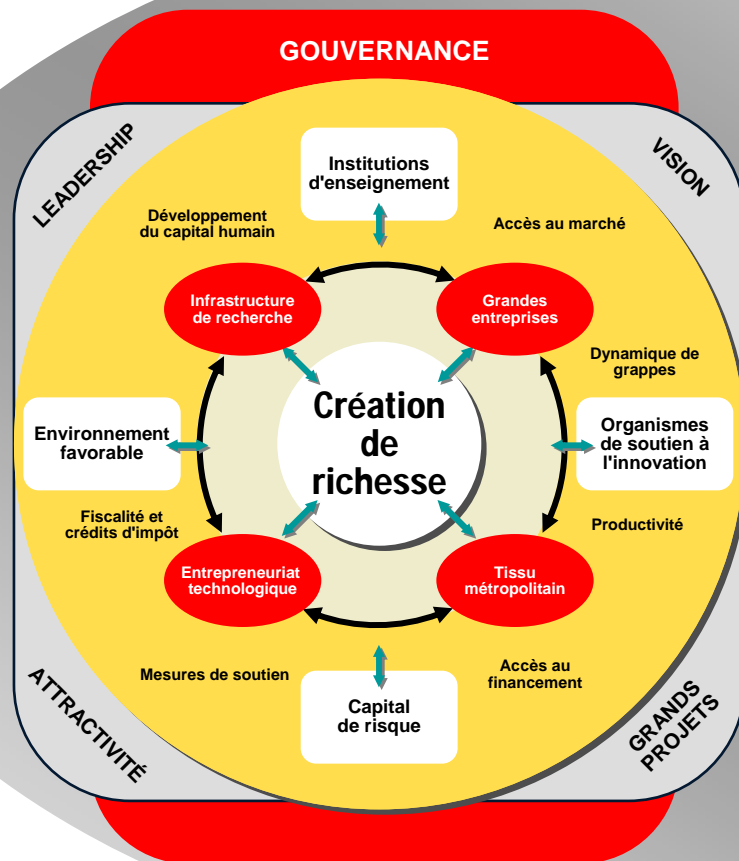 GOUVERNANCE
LEADERSHIP
VISION
Institutions
d'enseignement
Développement
du capital humain
Accès au marché
Infrastructure
de recherche
Grandes
entreprises
Dynamique de
grappes
Création
de
richesse
Environnement
favorable
Organismes
de soutien à
l'innovation
Fiscalité et
crédits d'impôt
Productivité
Entrepreneuriat
technologique
Tissu
métropolitain
Mesures de soutien
Accès au
financement
Capital
de risque
ATTRACTIVITÉ
GRANDS
PROJETS